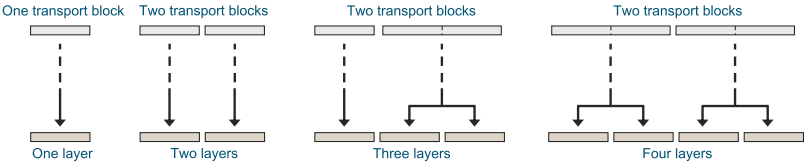 One transport block
Two transport blocks
Two transport blocks
Two transport blocks
One layer
Two layers
Three layers
Four layers